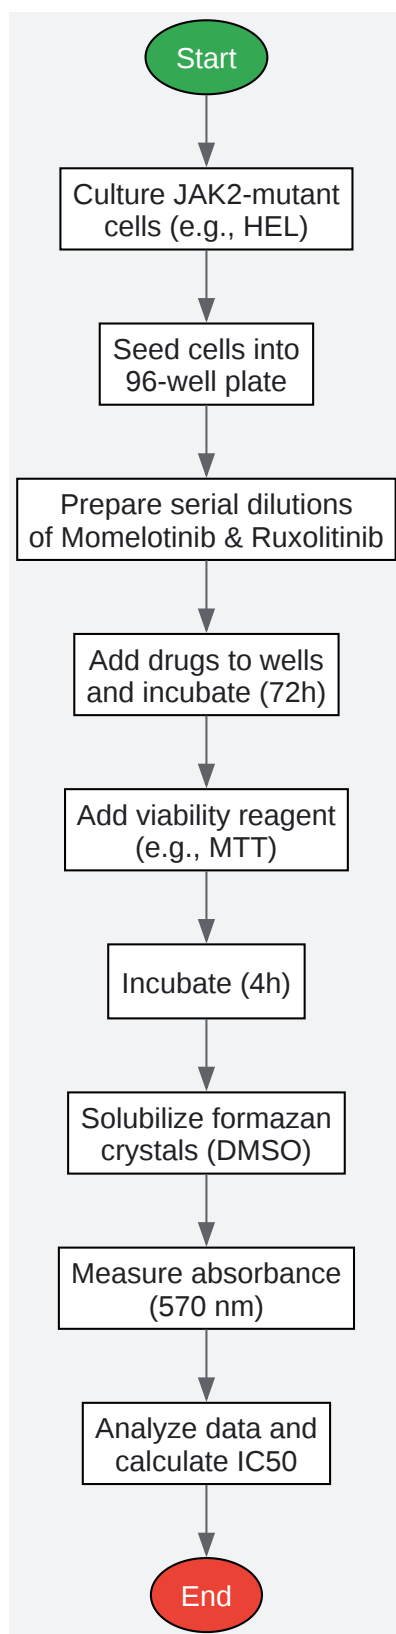 Start
Culture JAK2-mutant
cells (e.g., HEL)
Seed cells into
96-well plate
Prepare serial dilutions
of Momelotinib & Ruxolitinib
Add drugs to wells
and incubate (72h)
Add viability reagent
(e.g., MTT)
Incubate (4h)
Solubilize formazan
crystals (DMSO)
Measure absorbance
(570 nm)
Analyze data and
calculate IC50
End